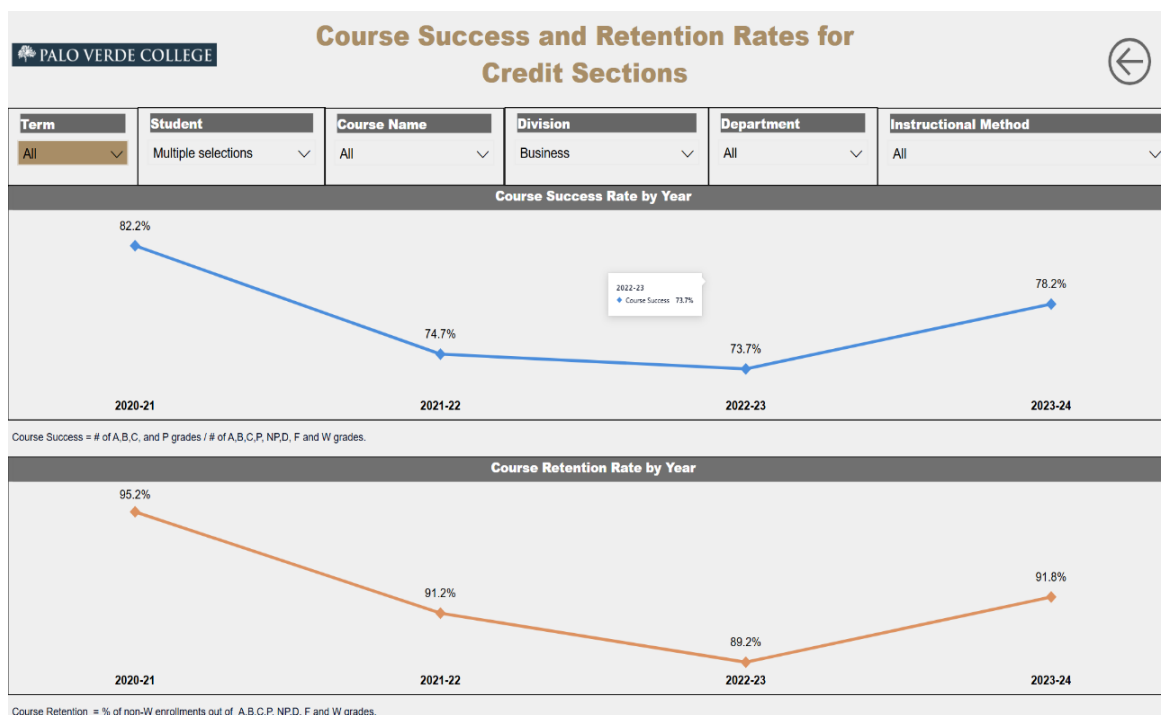 PALO VERDE COLLEGE
Course Success and Retention Rates for
Credit Sections
Term
All
Student
Multiple selections
Course Name
All
Division
Business
Department
All
Instructional Method
All
Course Success Rate by Year
82.2%
74.7%
73.7%
78.2%
2022-23
Course Success 73.7%
2020-21
2021-22
2022-23
2023-24
Course Success = # of A,B,C, and P grades / # of A,B,C,P, NP,D, F and W grades.
Course Retention Rate by Year
95.2%
91.2%
89.2%
91.8%
2020-21
2021-22
2022-23
2023-24
Course Retention = % of non-W enrollments out of A,B,C,P, NP,D, F and W grades.